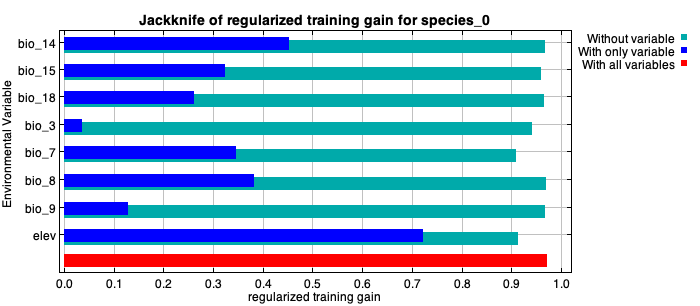 Jackknife of regularized training gain for species_0
Without variable
With only variable
With all variables
Environmental Variable
bio_14
bio_15
bio_18
bio_3
bio_7
bio_8
bio_9
elev
0.0 0.1 0.2 0.3 0.4 0.5 0.6 0.7 0.8 0.9 1.0
regularized training gain